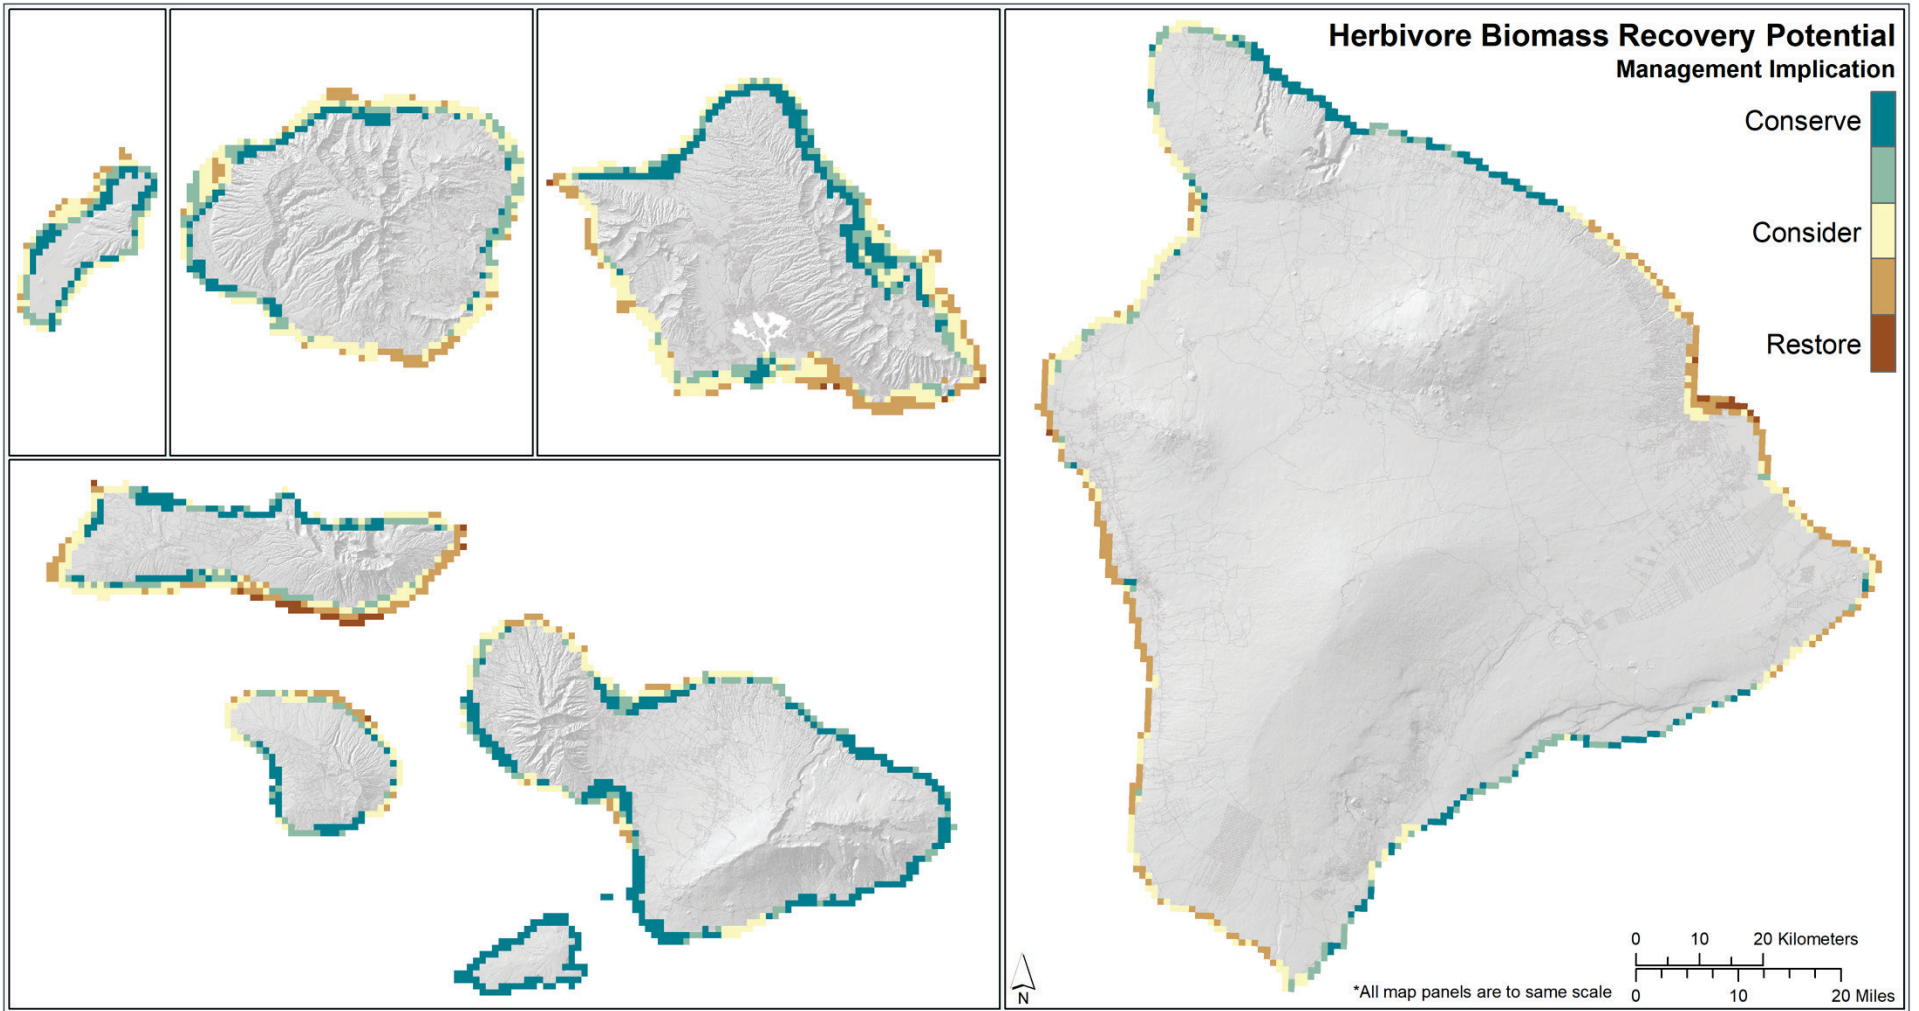 Herbivore Biomass Recovery Potential
Management Implication
Conserve
Consider
Restore
0 10 20 Kilometers
N
*All map panels are to same scale
0 10 20 Miles